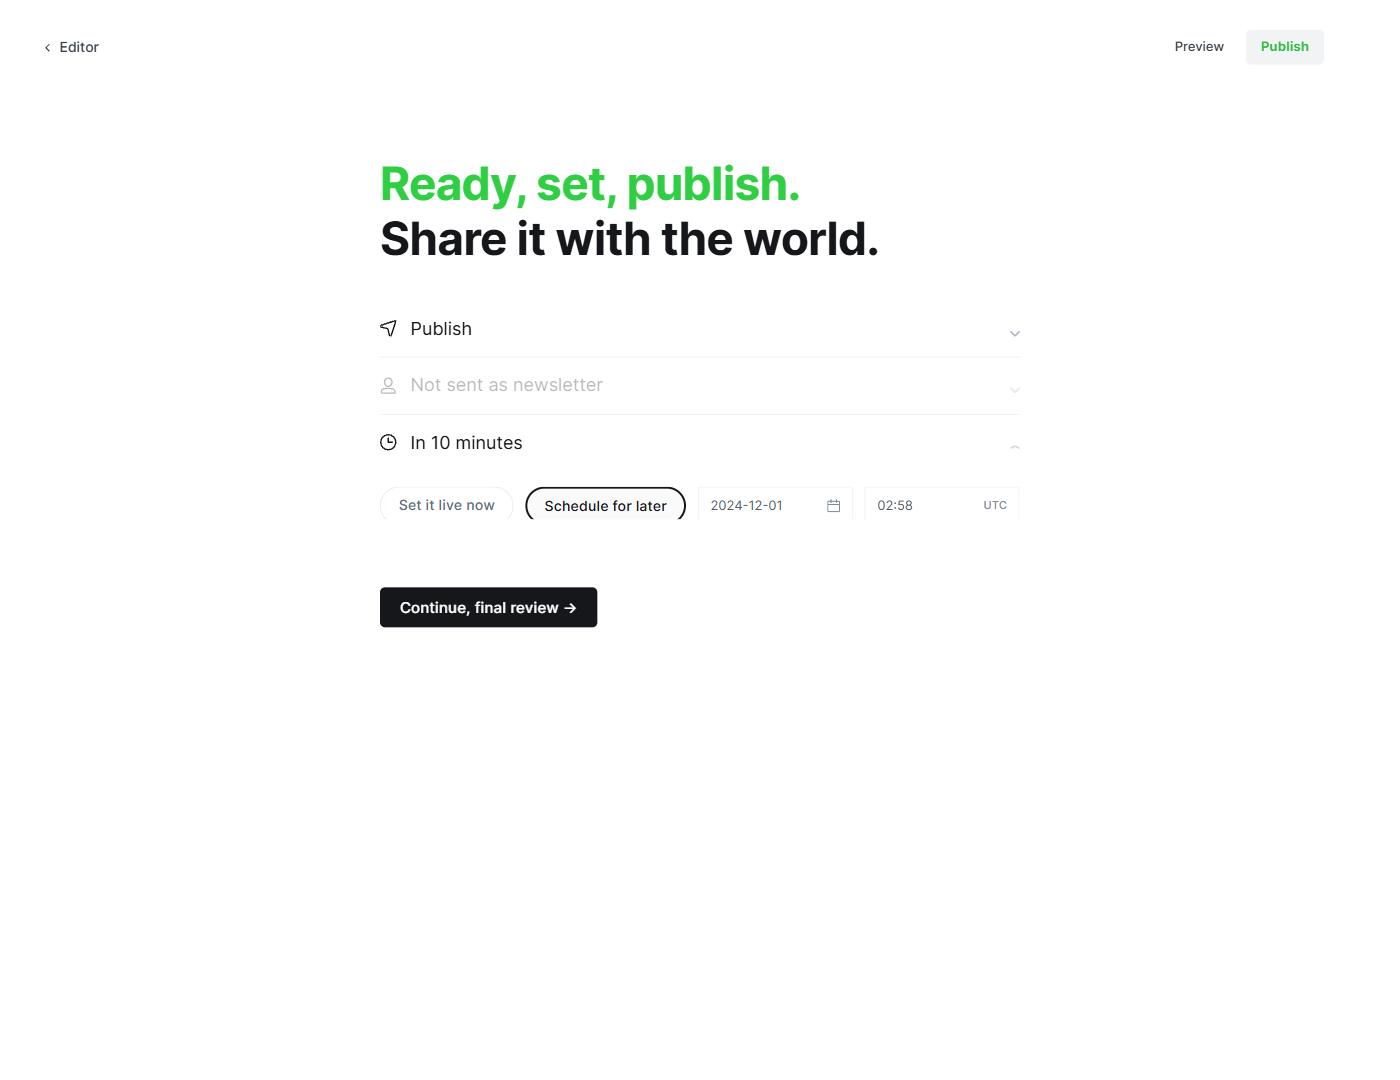 Editor
Preview
Publish
Ready, set, publish.
Share it with the world.
Publish
Not sent as newsletter
In 10 minutes
Set it live now
Schedule for later
2024-12-01
02:58
UTC
Continue, final review →